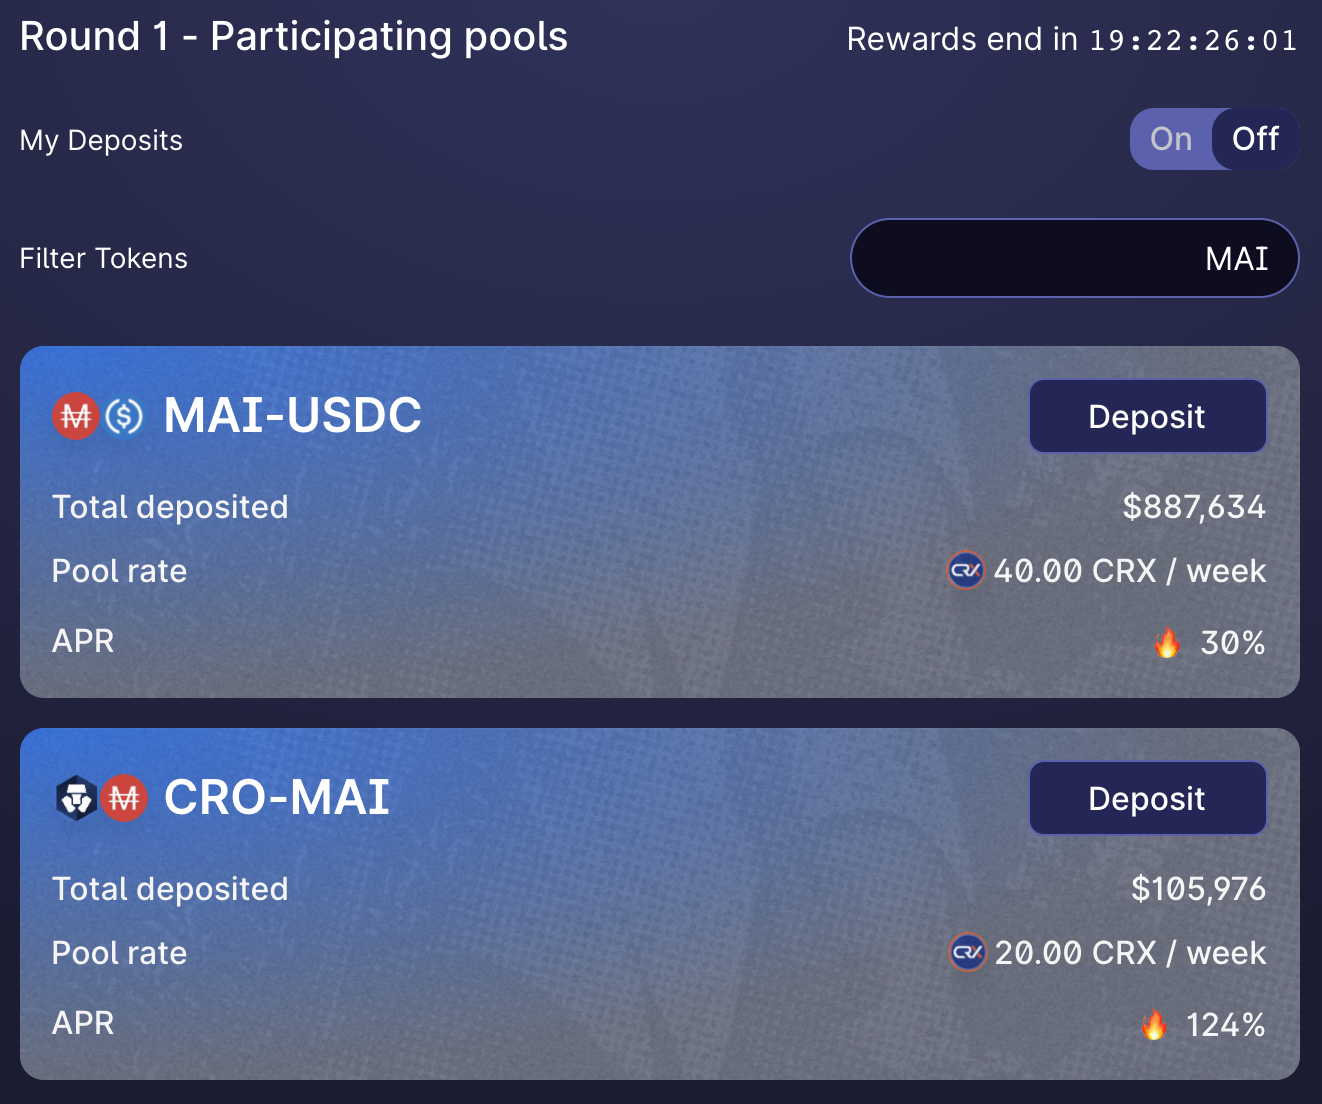 Round 1 - Participating pools
Rewards end in 19:22:26:01
My Deposits
On Off
Filter Tokens
MAI
MAI-USDC
Deposit
Total deposited
$887,634
Pool rate
CRX 40.00 CRX / week
APR
30%
CRO-MAI
Deposit
Total deposited
$105,976
Pool rate
CRX 20.00 CRX / week
APR
124%